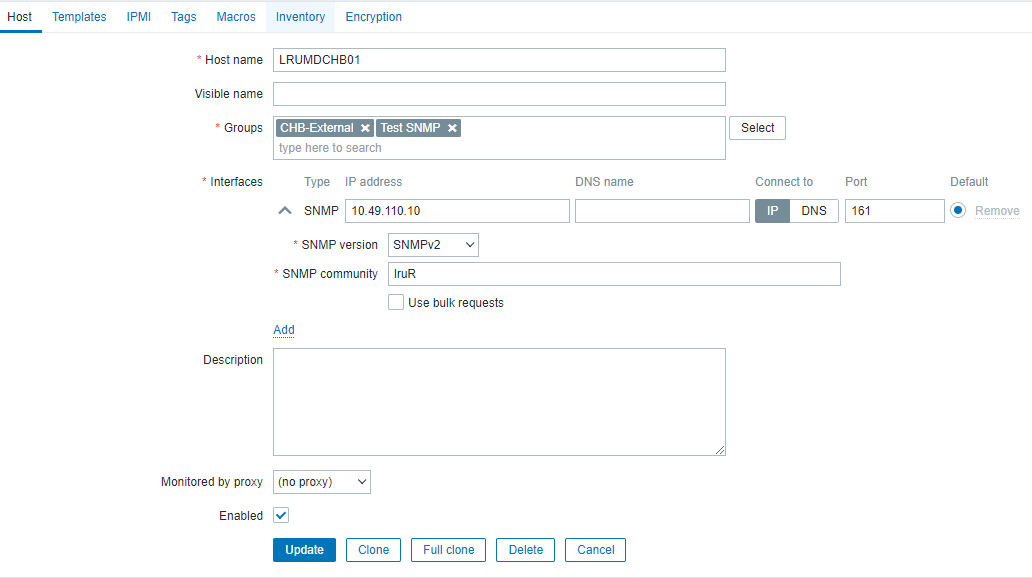 Host Templates IPMI Tags Macros Inventory Encryption
* Host name LRUMDCHB01
Visible name
* Groups CHB-External × Test SNMP × Select
type here to search
* Interfaces Type IP address DNS name Connect to Port Default
SNMP 10.49.110.10 IP DNS 161 Remove
* SNMP version SNMPv2
* SNMP community lruR
Use bulk requests
Add
Description
Monitored by proxy (no proxy)
Enabled
Update Clone Full clone Delete Cancel